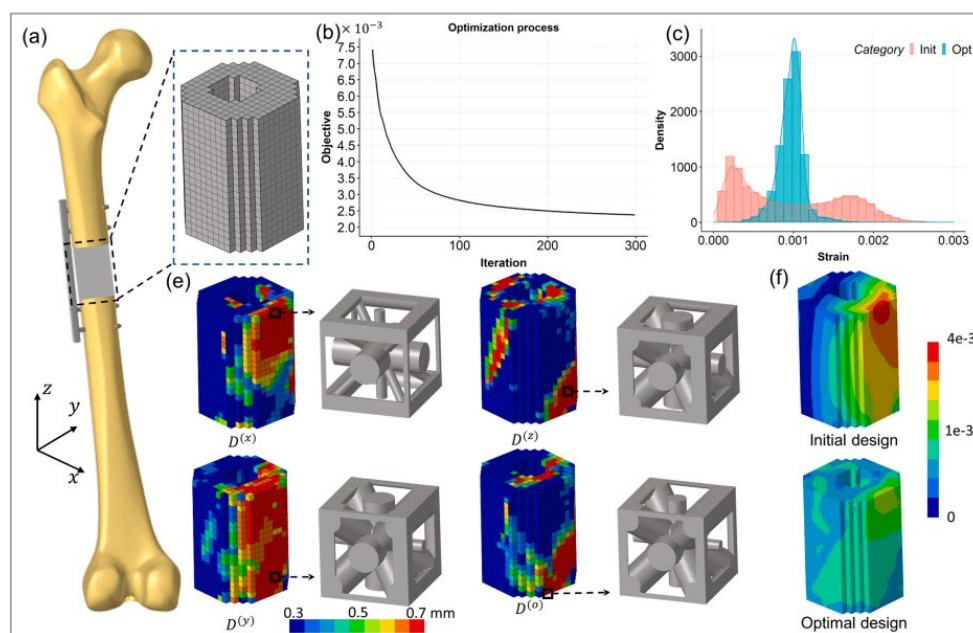 (a)
z
y
x
(b)
×10⁻³
Optimization process
7.5
7.0
6.5
6.0
5.5
5.0
4.5
4.0
3.5
3.0
2.5
2.0
Objective
0
100
200
300
Iteration
(c)
Category Init Opt
3000
2000
1000
0
Density
0.000
0.001
0.002
0.003
Strain
(e)
D⁽ˣ⁾
D⁽ᶻ⁾
D⁽ʸ⁾
D⁽ᵒ⁾
0.3
0.5
0.7 mm
(f)
Initial design
4e-3
1e-3
0
Optimal design